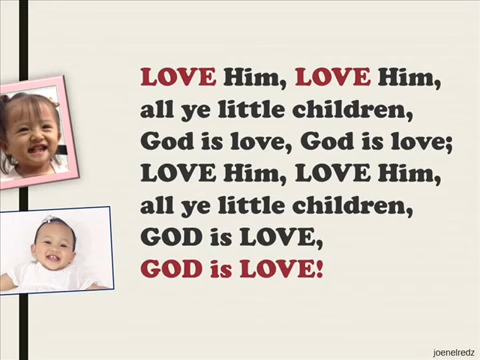 LOVE Him, LOVE Him,
all ye little children,
God is love, God is love;
LOVE Him, LOVE Him,
all ye little children,
GOD is LOVE,
GOD is LOVE!
joenelredz